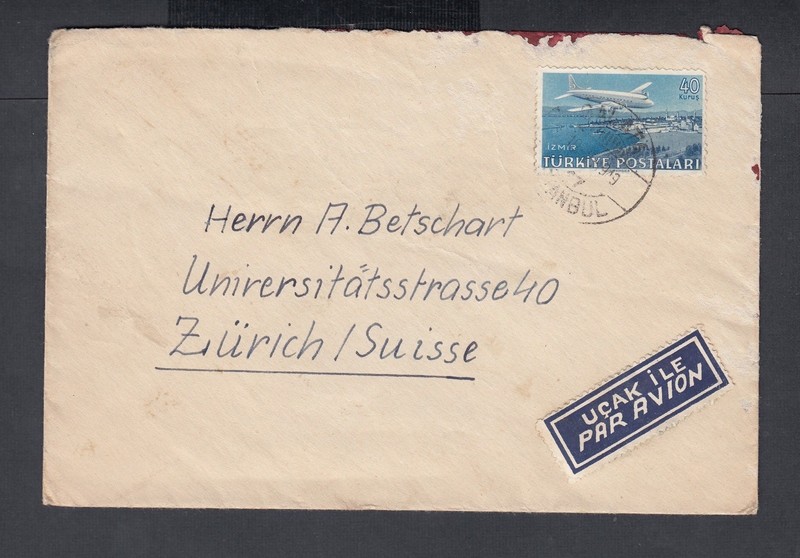 40
Kuruş
İZMİR
TÜRKİYE POSTALARI
ANBUL
Herrn A. Betschart
Universitätsstrasse 40
Zürich / Suisse
UÇAK İLE
PAR AVION